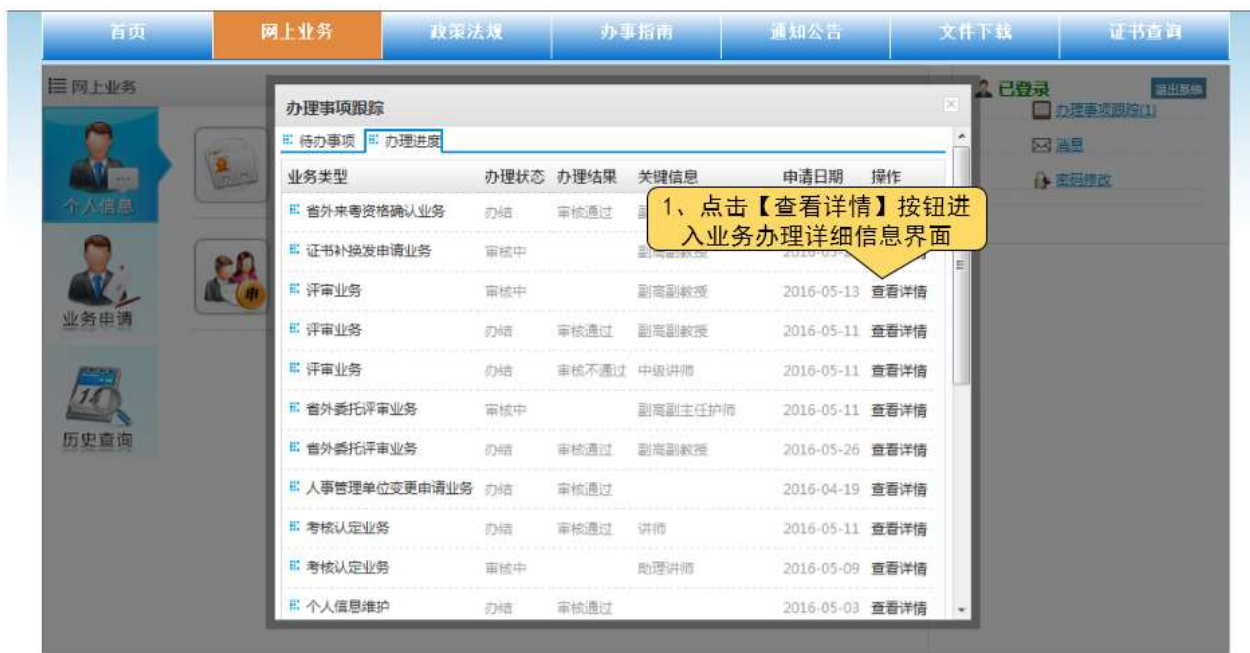 首页 网上业务 政策法规 办事指南 通知公告 文件下载 证书查询
网上业务
已登录 退出系统
办理事项跟踪(1)
消息
密码修改
个人信息
业务申请
历史查询
申
办理事项跟踪
待办事项 办理进度
业务类型 办理状态 办理结果 关键信息 申请日期 操作
省外来粤资格确认业务 办结 审核通过
1、点击【查看详情】按钮进
入业务办理详细信息界面
证书补换发申请业务 审核中
评审业务 审核中 副高副教授 2016-05-13 查看详情
评审业务 办结 审核通过 副高副教授 2016-05-11 查看详情
评审业务 办结 审核不通过 中级讲师 2016-05-11 查看详情
省外委托评审业务 审核中 副高副主任护师 2016-05-11 查看详情
省外委托评审业务 办结 审核通过 副高副教授 2016-05-26 查看详情
人事管理单位变更申请业务 办结 审核通过 2016-04-19 查看详情
考核认定业务 办结 审核通过 讲师 2016-05-11 查看详情
考核认定业务 审核中 助理讲师 2016-05-09 查看详情
个人信息维护 办结 审核通过 2016-05-03 查看详情